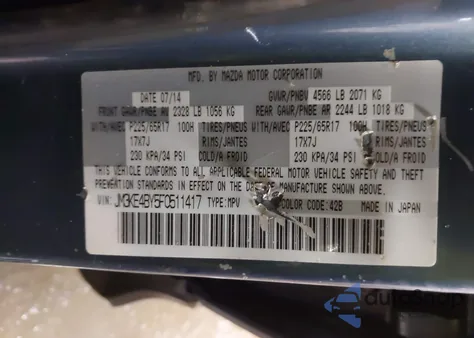 MFD. BY MAZDA MOTOR CORPORATION
DATE 07/14 GVWR/PNBV 4566 LB 2071 KG
FRONT GAWR/PNBE AV 2328 LB 1056 KG REAR GAWR/PNBE AR 2244 LB 1018 KG
WITH/AVEC P225/65R17 100H TIRES/PNEUS WITH/AVEC P225/65R17 100H TIRES/PNEUS
17X7J RIMS/JANTES 17X7J RIMS/JANTES
230 KPA/34 PSI COLD/A FROID 230 KPA/34 PSI COLD/A FROID
THIS VEHICLE CONFORMS TO ALL APPLICABLE FEDERAL MOTOR VEHICLE SAFETY AND THEFT
PREVENTION STANDARDS IN EFFECT ON THE DATE OF MANUFACTURE SHOWN ABOVE.
VIN: JM3KE4BY5F0511417 TYPE:MPV COLOR CODE: 42B MADE IN JAPAN
autosnap